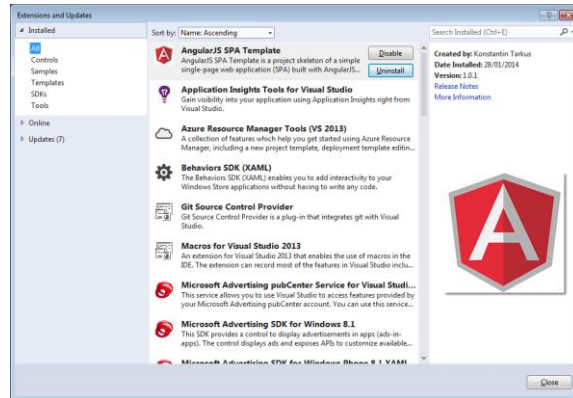 Extensions and Updates
Installed
All
Controls
Samples
Templates
SDKs
Tools
Online
Updates (7)
Sort by: Name: Ascending
AngularJS SPA Template
AngularJS SPA Template is a project skeleton of a simple
single-page web application (SPA) built with AngularJS...
Disable
Uninstall
Application Insights Tools for Visual Studio
Gain visibility into your application using Application Insights right from
Visual Studio.
Azure Resource Manager Tools (VS 2013)
A collection of features which help you get started using Azure Resource
Manager, including a new project template, deployment template editin...
Behaviors SDK (XAML)
The Behaviors SDK (XAML) enables you to add interactivity to your
Windows Store applications without having to write any code.
Git Source Control Provider
Git Source Control Provider is a plug-in that integrates git with Visual
Studio.
Macros for Visual Studio 2013
An extension for Visual Studio 2013 that enables the use of macros in the
IDE. The extension can record most of the features in Visual Studio inclu...
Microsoft Advertising pubCenter Service for Visual Studi...
This service allows you to use Visual Studio to access features provided by
your Microsoft Advertising pubCenter account. You can use this service...
Microsoft Advertising SDK for Windows 8.1
This SDK provides a control to display advertisements in apps (ads-in-
apps). The control displays ads and exposes APIs to customize available...
Microsoft Advertising SDK for Windows Phone 8.1 XAML
Search Installed (Ctrl+E)
Created by: Konstantin Tarkus
Date Installed: 28/01/2014
Version: 1.0.1
Release Notes
More Information
A
Close